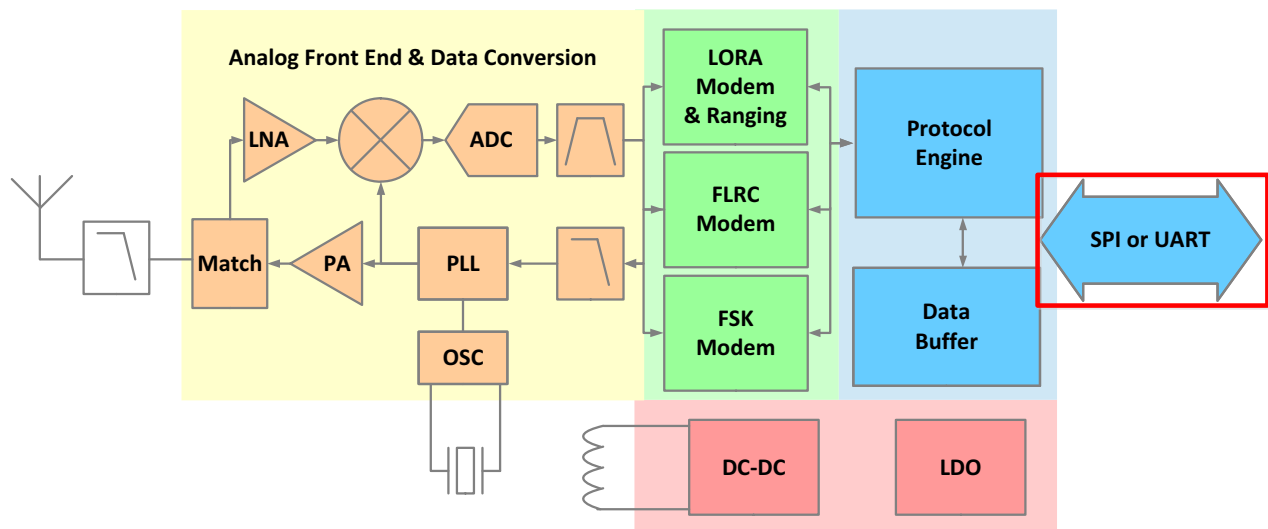 Analog Front End & Data Conversion
LNA
ADC
Match
PA
PLL
OSC
LORA
Modem
& Ranging
FLRC
Modem
FSK
Modem
Protocol
Engine
Data
Buffer
SPI or UART
DC-DC
LDO